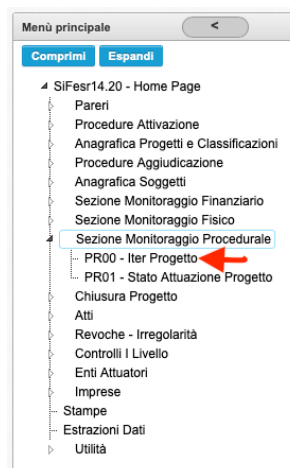 Menù principale <
Comprimi Espandi
SiFesr14.20 - Home Page
Pareri
Procedure Attivazione
Anagrafica Progetti e Classificazioni
Procedure Aggiudicazione
Anagrafica Soggetti
Sezione Monitoraggio Finanziario
Sezione Monitoraggio Fisico
Sezione Monitoraggio Procedurale
PR00 - Iter Progetto
PR01 - Stato Attuazione Progetto
Chiusura Progetto
Atti
Revoche - Irregolarità
Controlli I Livello
Enti Attuatori
Imprese
Stampe
Estrazioni Dati
Utilità